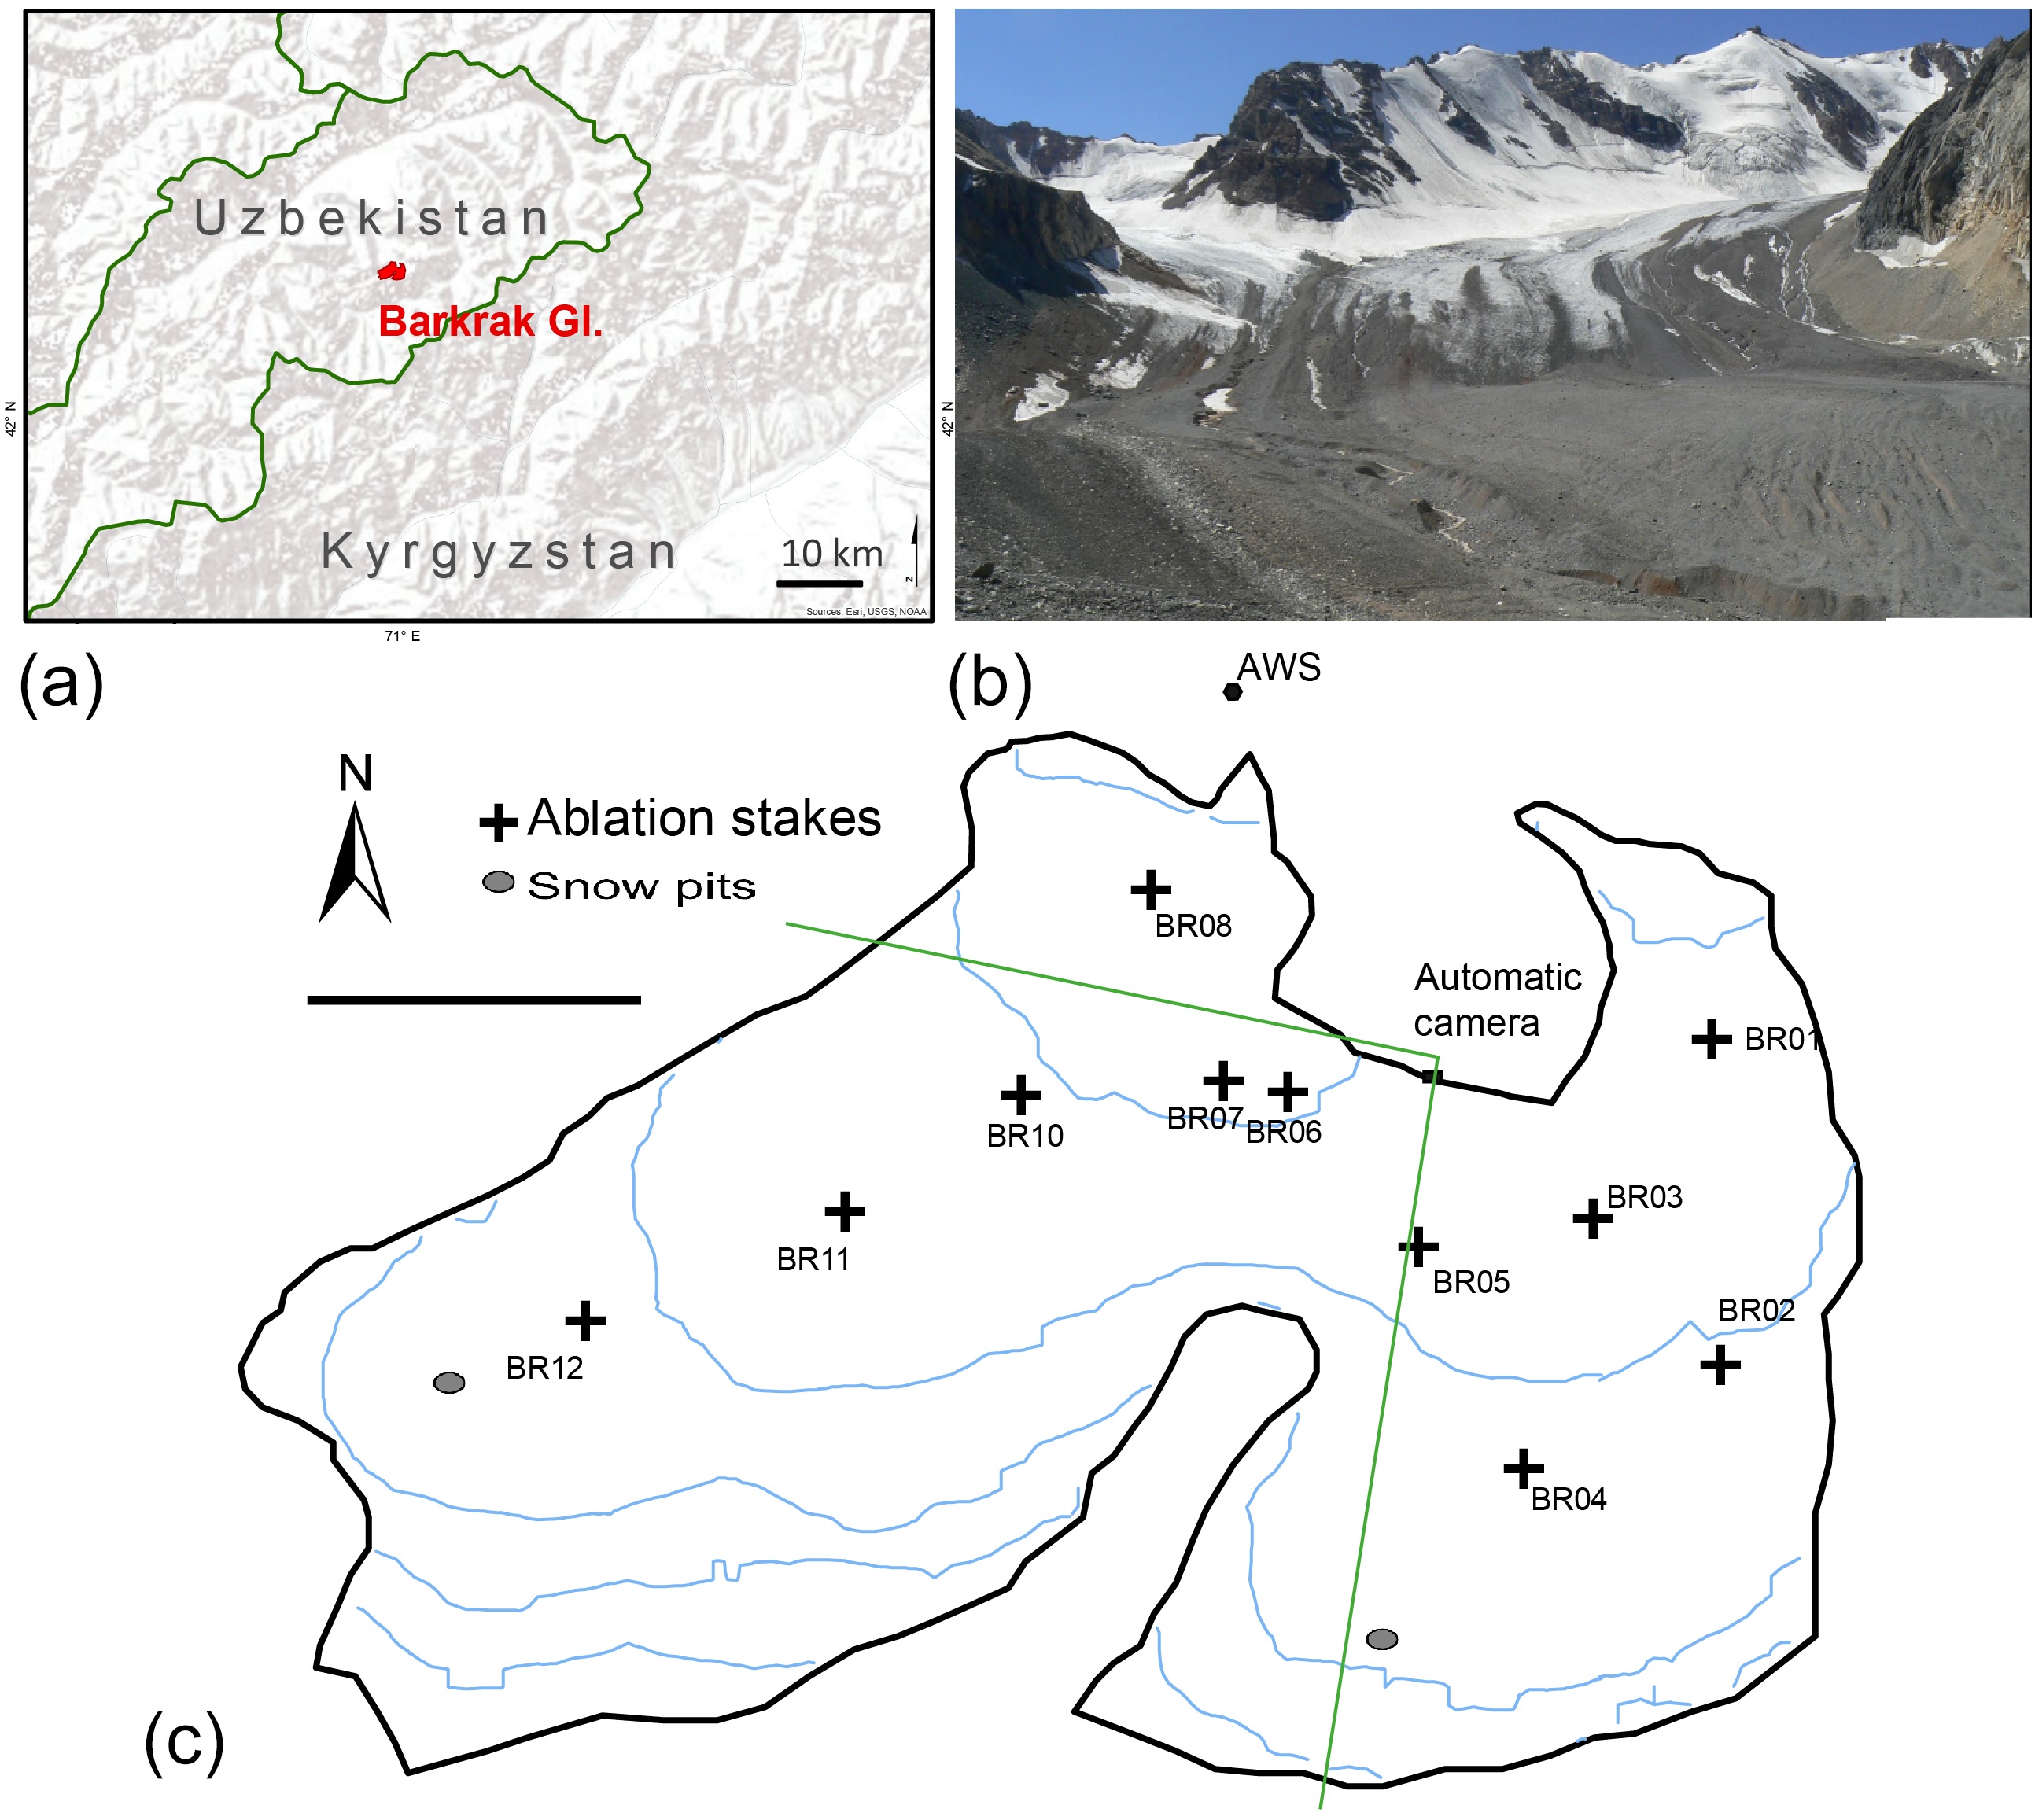 Uzbekistan
Barkrak Gl.
42° N
42° N
Kyrgyzstan
10 km
N
Sources: Esri, USGS, NOAA
71° E
(a)
(b)
AWS
N
Ablation stakes
Snow pits
BR08
Automatic
camera
BR01
BR07
BR06
BR10
BR03
BR11
BR05
BR02
BR12
BR04
(c)